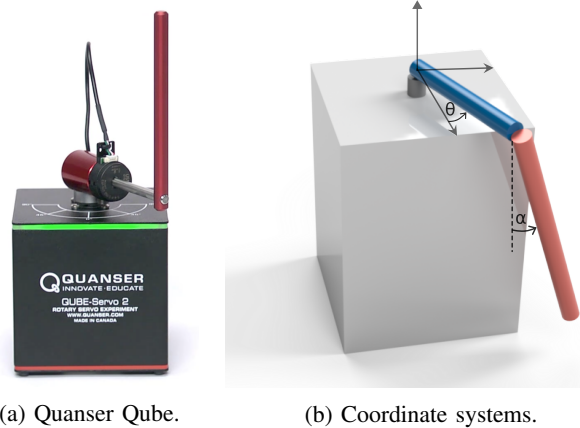 θ
α
QUANSER
INNOVATE·EDUCATE
QUBE-Servo 2
ROTARY SERVO EXPERIMENT
WWW.QUANSER.COM
MADE IN CANADA
(a) Quanser Qube.
(b) Coordinate systems.